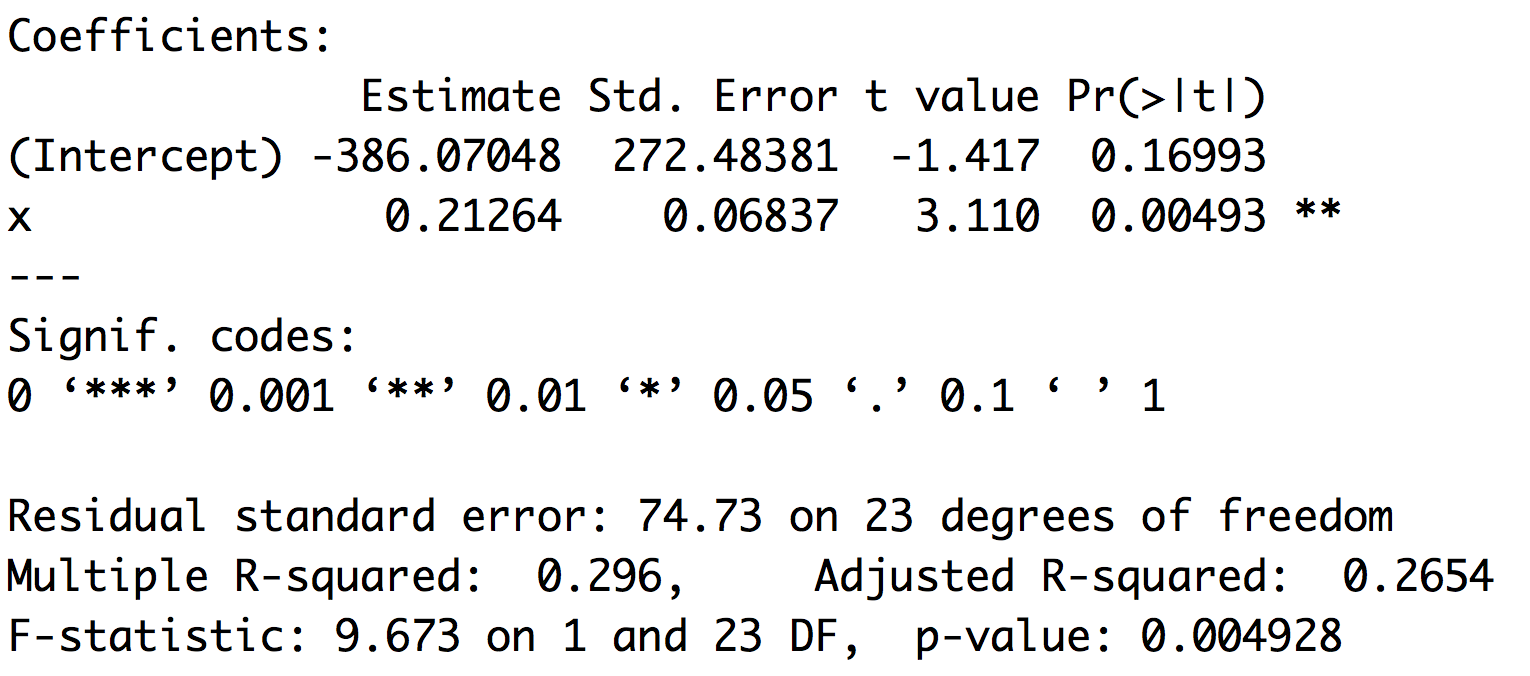 Coefficients:
Estimate Std. Error t value Pr(>|t|)
(Intercept) -386.07048 272.48381 -1.417 0.16993
x 0.21264 0.06837 3.110 0.00493 **
---
Signif. codes:
0 ‘***’ 0.001 ‘**’ 0.01 ‘*’ 0.05 ‘.’ 0.1 ‘ ’ 1
Residual standard error: 74.73 on 23 degrees of freedom
Multiple R-squared: 0.296, Adjusted R-squared: 0.2654
F-statistic: 9.673 on 1 and 23 DF, p-value: 0.004928